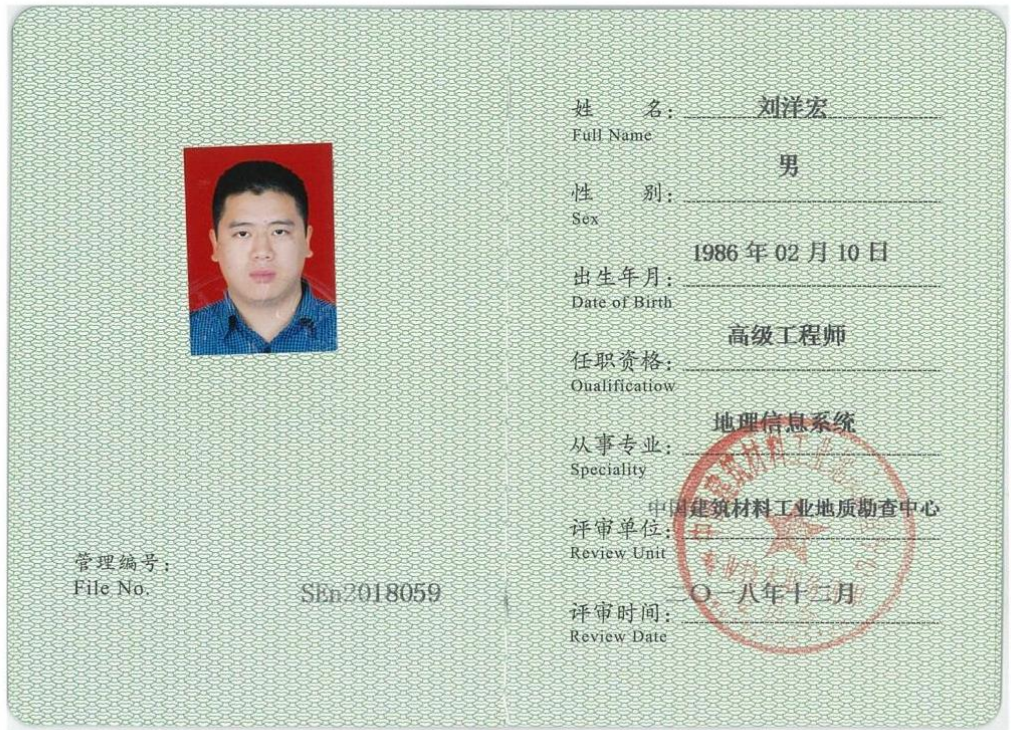 管理编号:
File No.
SEn2018059
姓 名: 刘洋宏
Full Name
男
性 别:
Sex
1986 年 02 月 10 日
出生年月:
Date of Birth
高级工程师
任职资格:
Oualificatiow
地理信息系统
从事专业:
Speciality
中国建筑材料工业地质勘查中心
评审单位:
Review Unit
二〇一八年十二月
评审时间:
Review Date